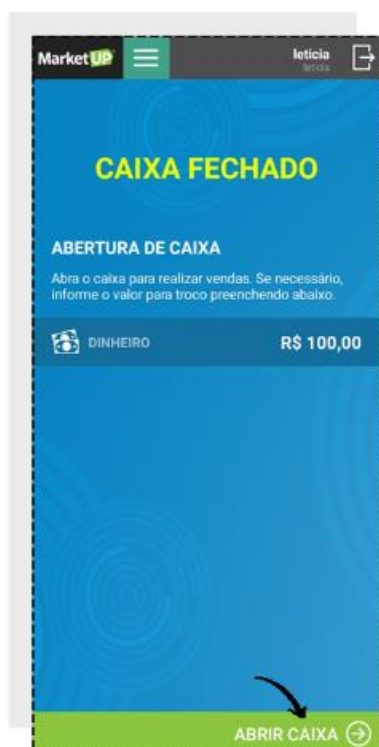 MarketUP
leticia
leticia
CAIXA FECHADO
ABERTURA DE CAIXA
Abra o caixa para realizar vendas. Se necessário,
informe o valor para troco preenchendo abaixo.
DINHEIRO R$ 100,00
ABRIR CAIXA